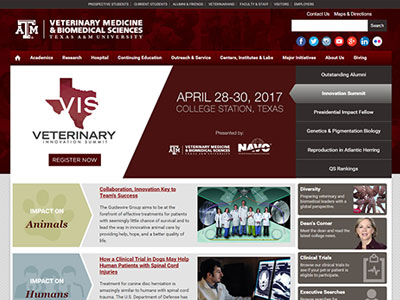 PROSPECTIVE STUDENTS CURRENT STUDENTS ALUMNI & FRIENDS VETERINARIANS FACULTY & STAFF VISITORS EMPLOYERS
Contact Us Maps & Directions
ATM
VETERINARY MEDICINE
& BIOMEDICAL SCIENCES
TEXAS A&M UNIVERSITY
Search
Academics Research Hospital Continuing Education Outreach & Service Centers, Institutes & Labs Major Initiatives About Us Giving
VIS
VETERINARY
INNOVATION SUMMIT
REGISTER NOW
APRIL 28-30, 2017
COLLEGE STATION, TEXAS
Presented by:
ATM
VETERINARY MEDICINE
& BIOMEDICAL SCIENCES
TEXAS A&M UNIVERSITY
NAVC
Outstanding Alumni
Innovation Summit
Presidential Impact Fellow
Genetics & Pigmentation Biology
Reproduction in Atlantic Herring
QS Rankings
IMPACT ON
Animals
Collaboration, Innovation Key to
Team's Success
The Guidewire Group aims to be at the
forefront of effective treatments for patients
with seemingly little chance of survival and to
lead the way in innovative animal care by
providing help, hope, and a better quality of
life.
Diversity
Preparing veterinary and
biomedical leaders with a
global perspective.
Dean's Corner
Meet the dean and read the
latest college news.
IMPACT ON
Humans
How a Clinical Trial in Dogs May Help
Human Patients with Spinal Cord
Injuries
Treatment for canine disc herniation is
amazingly similar to humans with spinal cord
trauma. The U.S. Department of Defense has
Clinical Trials
Browse our clinical trials to
see if your pet or patient is
eligible to participate.
Executive Searches
Browse our searches for